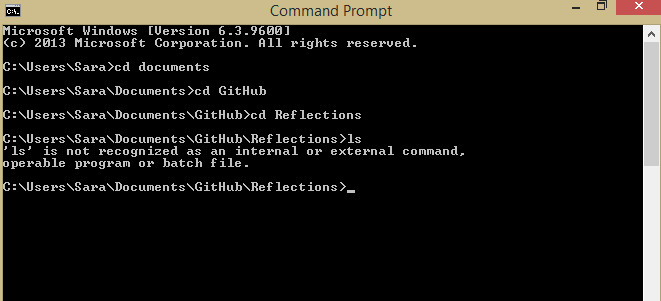 Command Prompt
Microsoft Windows [Version 6.3.9600]
(c) 2013 Microsoft Corporation. All rights reserved.
C:\Users\Sara>cd documents
C:\Users\Sara\Documents>cd GitHub
C:\Users\Sara\Documents\GitHub>cd Reflections
C:\Users\Sara\Documents\GitHub\Reflections>ls
'ls' is not recognized as an internal or external command,
operable program or batch file.
C:\Users\Sara\Documents\GitHub\Reflections>_